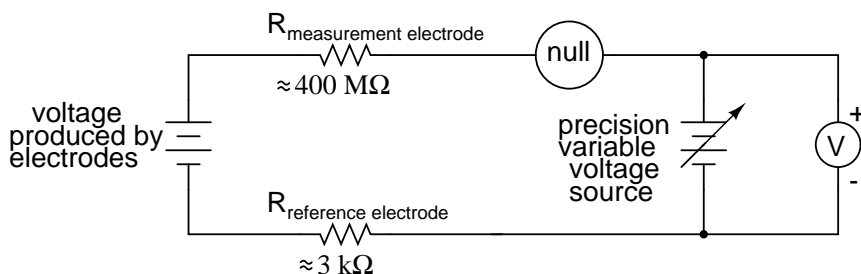 R measurement electrode
null
≈ 400 MΩ
voltage
produced by
electrodes
precision
variable
voltage
source
+
V
-
R reference electrode
≈ 3 kΩ